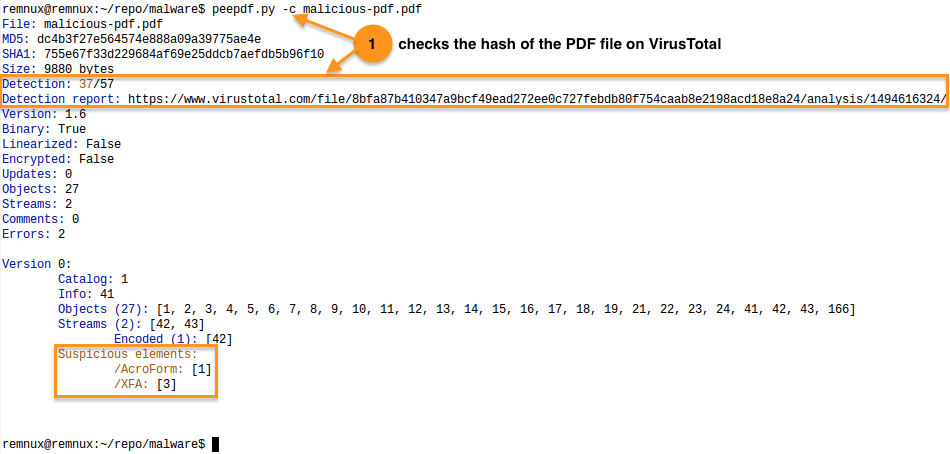 remnux@remnux:~/repo/malware$ peepdf.py -c malicious-pdf.pdf
File: malicious-pdf.pdf
MD5: dc4b3f27e564574e888a09a39775ae4e
1 checks the hash of the PDF file on VirusTotal
SHA1: 755e67f33d229684af69e25ddcb7aefdb5b96f10
Size: 9880 bytes
Detection: 37/57
Detection report: https://www.virustotal.com/file/8bfa87b410347a9bcf49ead272ee0c727febdb80f754caab8e2198acd18e8a24/analysis/1494616324/
Version: 1.6
Binary: True
Linearized: False
Encrypted: False
Updates: 0
Objects: 27
Streams: 2
Comments: 0
Errors: 2
Version 0:
Catalog: 1
Info: 41
Objects (27): [1, 2, 3, 4, 5, 6, 7, 8, 9, 10, 11, 12, 13, 14, 15, 16, 17, 18, 19, 21, 22, 23, 24, 41, 42, 43, 166]
Streams (2): [42, 43]
Encoded (1): [42]
Suspicious elements:
/AcroForm: [1]
/XFA: [3]
remnux@remnux:~/repo/malware$